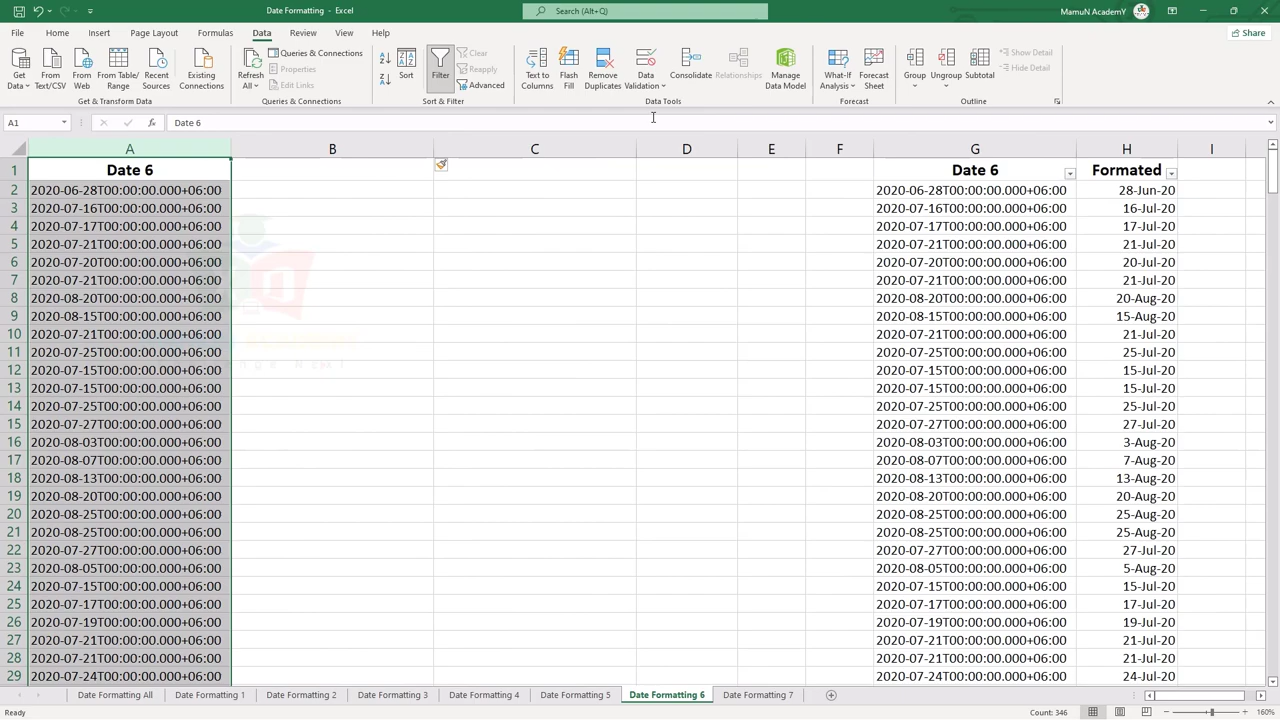 Date Formatting - Excel
Search (Alt+Q)
MamuN AcademY
File Home Insert Page Layout Formulas Data Review View Help
Share
Get Data
From Text/CSV
From Web
From Table/Range
Recent Sources
Existing Connections
Refresh All
Queries & Connections
Properties
Edit Links
Sort
Filter
Clear
Reapply
Advanced
Text to Columns
Flash Fill
Remove Duplicates
Data Validation
Consolidate
Relationships
Manage Data Model
What-If Analysis
Forecast Sheet
Group
Ungroup
Subtotal
Show Detail
Hide Detail
Get & Transform Data
Queries & Connections
Sort & Filter
Data Tools
Forecast
Outline
A1 fx Date 6
A B C D E F G H I
1 Date 6 Date 6 Formated
2 2020-06-28T00:00:00.000+06:00 2020-06-28T00:00:00.000+06:00 28-Jun-20
3 2020-07-16T00:00:00.000+06:00 2020-07-16T00:00:00.000+06:00 16-Jul-20
4 2020-07-17T00:00:00.000+06:00 2020-07-17T00:00:00.000+06:00 17-Jul-20
5 2020-07-21T00:00:00.000+06:00 2020-07-21T00:00:00.000+06:00 21-Jul-20
6 2020-07-20T00:00:00.000+06:00 2020-07-20T00:00:00.000+06:00 20-Jul-20
7 2020-07-21T00:00:00.000+06:00 2020-07-21T00:00:00.000+06:00 21-Jul-20
8 2020-08-20T00:00:00.000+06:00 2020-08-20T00:00:00.000+06:00 20-Aug-20
9 2020-08-15T00:00:00.000+06:00 2020-08-15T00:00:00.000+06:00 15-Aug-20
10 2020-07-21T00:00:00.000+06:00 2020-07-21T00:00:00.000+06:00 21-Jul-20
11 2020-07-25T00:00:00.000+06:00 2020-07-25T00:00:00.000+06:00 25-Jul-20
12 2020-07-15T00:00:00.000+06:00 2020-07-15T00:00:00.000+06:00 15-Jul-20
13 2020-07-15T00:00:00.000+06:00 2020-07-15T00:00:00.000+06:00 15-Jul-20
14 2020-07-25T00:00:00.000+06:00 2020-07-25T00:00:00.000+06:00 25-Jul-20
15 2020-07-27T00:00:00.000+06:00 2020-07-27T00:00:00.000+06:00 27-Jul-20
16 2020-08-03T00:00:00.000+06:00 2020-08-03T00:00:00.000+06:00 3-Aug-20
17 2020-08-07T00:00:00.000+06:00 2020-08-07T00:00:00.000+06:00 7-Aug-20
18 2020-08-13T00:00:00.000+06:00 2020-08-13T00:00:00.000+06:00 13-Aug-20
19 2020-08-20T00:00:00.000+06:00 2020-08-20T00:00:00.000+06:00 20-Aug-20
20 2020-08-25T00:00:00.000+06:00 2020-08-25T00:00:00.000+06:00 25-Aug-20
21 2020-08-25T00:00:00.000+06:00 2020-08-25T00:00:00.000+06:00 25-Aug-20
22 2020-07-27T00:00:00.000+06:00 2020-07-27T00:00:00.000+06:00 27-Jul-20
23 2020-08-05T00:00:00.000+06:00 2020-08-05T00:00:00.000+06:00 5-Aug-20
24 2020-07-15T00:00:00.000+06:00 2020-07-15T00:00:00.000+06:00 15-Jul-20
25 2020-07-17T00:00:00.000+06:00 2020-07-17T00:00:00.000+06:00 17-Jul-20
26 2020-07-19T00:00:00.000+06:00 2020-07-19T00:00:00.000+06:00 19-Jul-20
27 2020-07-21T00:00:00.000+06:00 2020-07-21T00:00:00.000+06:00 21-Jul-20
28 2020-07-21T00:00:00.000+06:00 2020-07-21T00:00:00.000+06:00 21-Jul-20
29 2020-07-24T00:00:00.000+06:00 2020-07-24T00:00:00.000+06:00 24-Jul-20
Date Formatting All Date Formatting 1 Date Formatting 2 Date Formatting 3 Date Formatting 4 Date Formatting 5 Date Formatting 6 Date Formatting 7
Ready Count: 346 160%